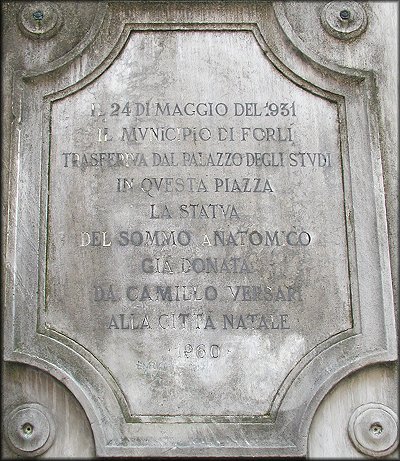 IL 24 DI MAGGIO DEL 1931
IL MVNICIPIO DI FORLÌ
TRASFERIVA DAL PALAZZO DEGLI STVDI
IN QVESTA PIAZZA
LA STATVA
DEL SOMMO ANATOMICO
GIÀ DONATA
DA CAMILLO VERSARI
ALLA CITTÀ NATALE